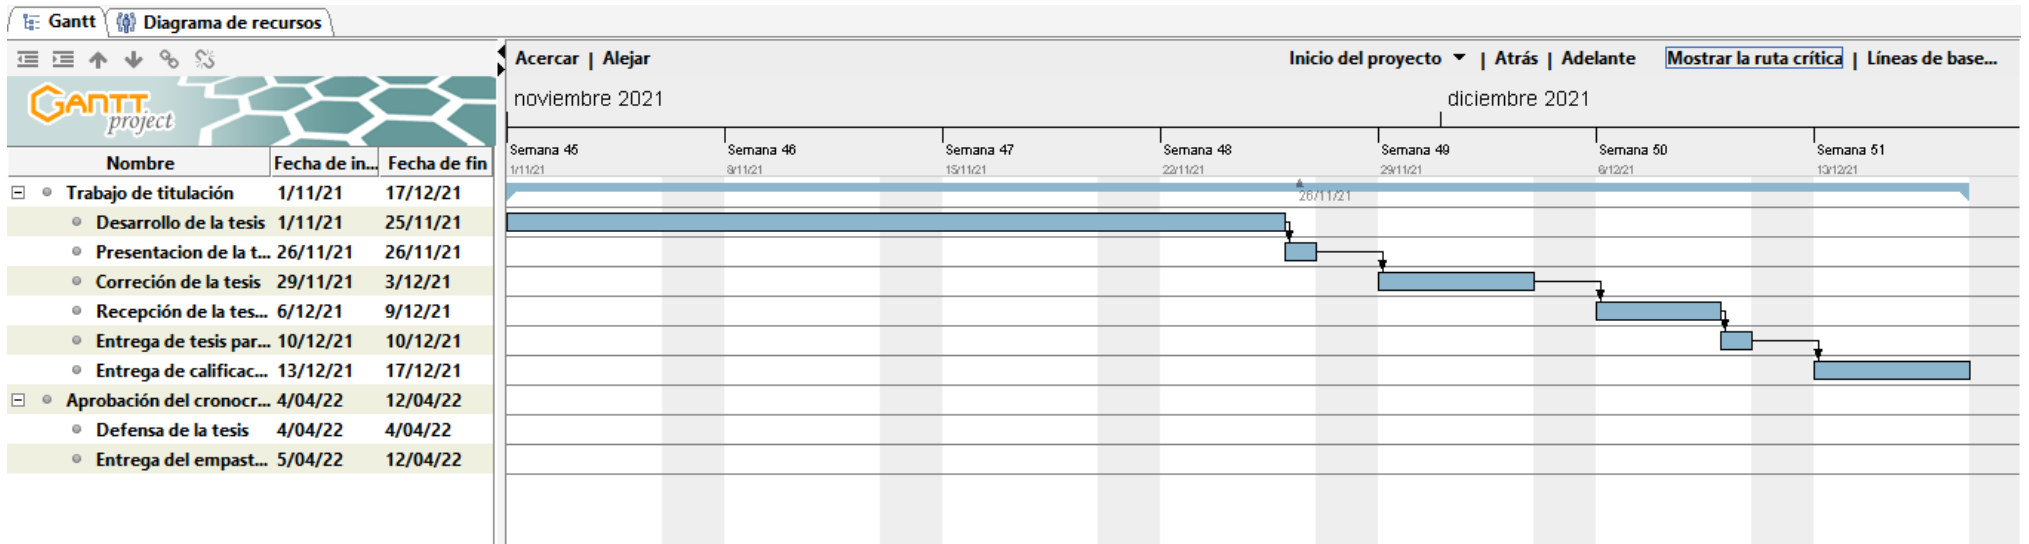 Gantt Diagrama de recursos
Acercar | Alejar Inicio del proyecto | Atrás | Adelante Mostrar la ruta crítica | Líneas de base...
GANTT project
noviembre 2021 diciembre 2021
Semana 45 Semana 46 Semana 47 Semana 48 Semana 49 Semana 50 Semana 51
1/11/21 8/11/21 15/11/21 22/11/21 29/11/21 6/12/21 13/12/21
Nombre Fecha de in... Fecha de fin
Trabajo de titulación 1/11/21 17/12/21
26/11/21
Desarrollo de la tesis 1/11/21 25/11/21
Presentacion de la t... 26/11/21 26/11/21
Correción de la tesis 29/11/21 3/12/21
Recepción de la tes... 6/12/21 9/12/21
Entrega de tesis par... 10/12/21 10/12/21
Entrega de calificac... 13/12/21 17/12/21
Aprobación del cronocr... 4/04/22 12/04/22
Defensa de la tesis 4/04/22 4/04/22
Entrega del empast... 5/04/22 12/04/22